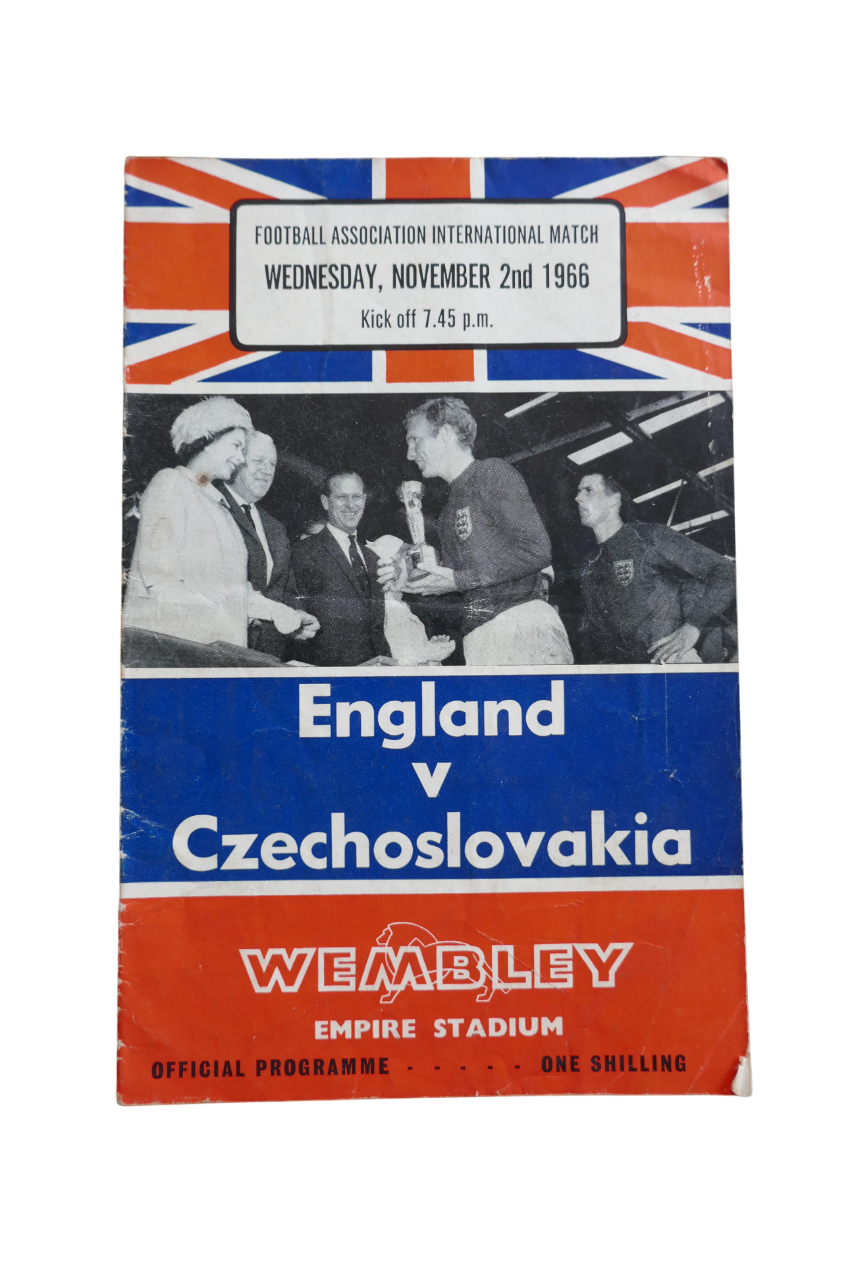 FOOTBALL ASSOCIATION INTERNATIONAL MATCH
WEDNESDAY, NOVEMBER 2nd 1966
Kick off 7.45 p.m.
England
v
Czechoslovakia
WEMBLEY
EMPIRE STADIUM
OFFICIAL PROGRAMME - - - - - ONE SHILLING